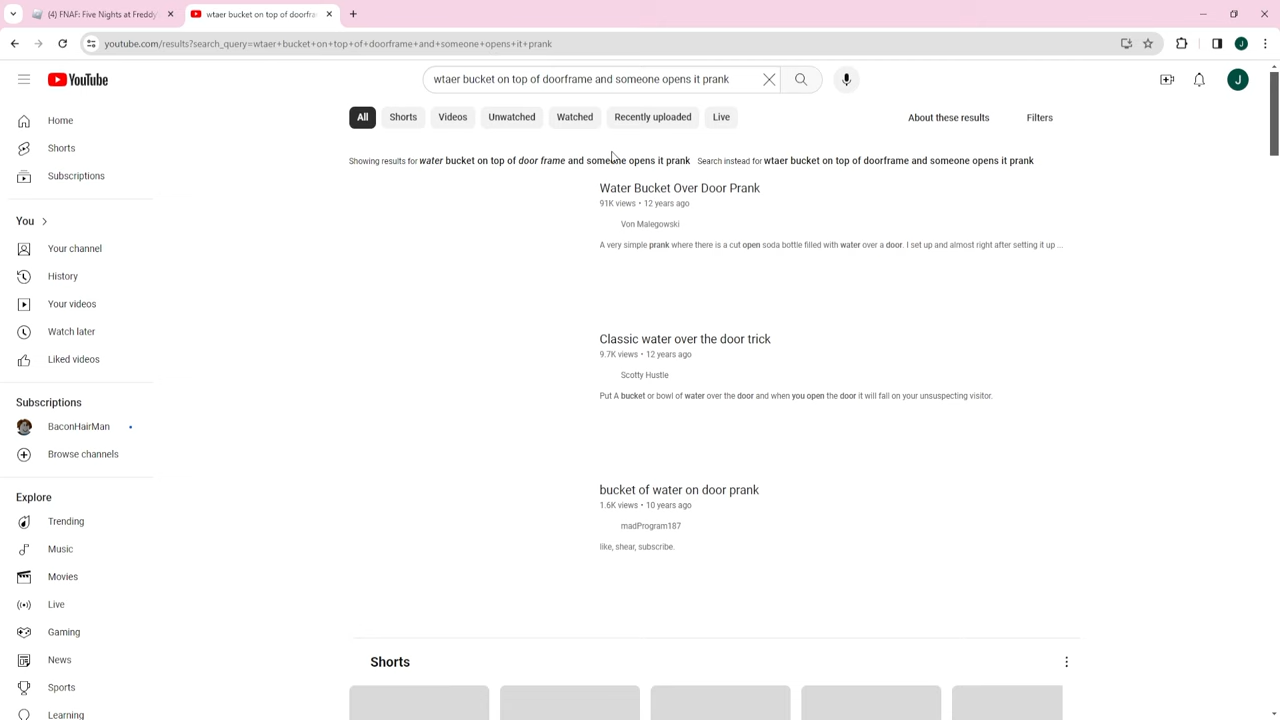 (4) FNAF: Five Nights at Freddy'
wtaer bucket on top of doorfra
youtube.com/results?search_query=wtaer+bucket+on+top+of+doorframe+and+someone+opens+it+prank
J
YouTube
wtaer bucket on top of doorframe and someone opens it prank
J
All
Shorts
Videos
Unwatched
Watched
Recently uploaded
Live
About these results
Filters
Showing results for water bucket on top of door frame and someone opens it prank Search instead for wtaer bucket on top of doorframe and someone opens it prank
Home
Shorts
Subscriptions
You
Your channel
History
Your videos
Watch later
Liked videos
Subscriptions
BaconHairMan
Browse channels
Explore
Trending
Music
Movies
Live
Gaming
News
Sports
Learning
Water Bucket Over Door Prank
91K views • 12 years ago
Von Malegowski
A very simple prank where there is a cut open soda bottle filled with water over a door. I set up and almost right after setting it up ...
Classic water over the door trick
9.7K views • 12 years ago
Scotty Hustle
Put A bucket or bowl of water over the door and when you open the door it will fall on your unsuspecting visitor.
bucket of water on door prank
1.6K views • 10 years ago
madProgram187
like, shear, subscribe.
Shorts